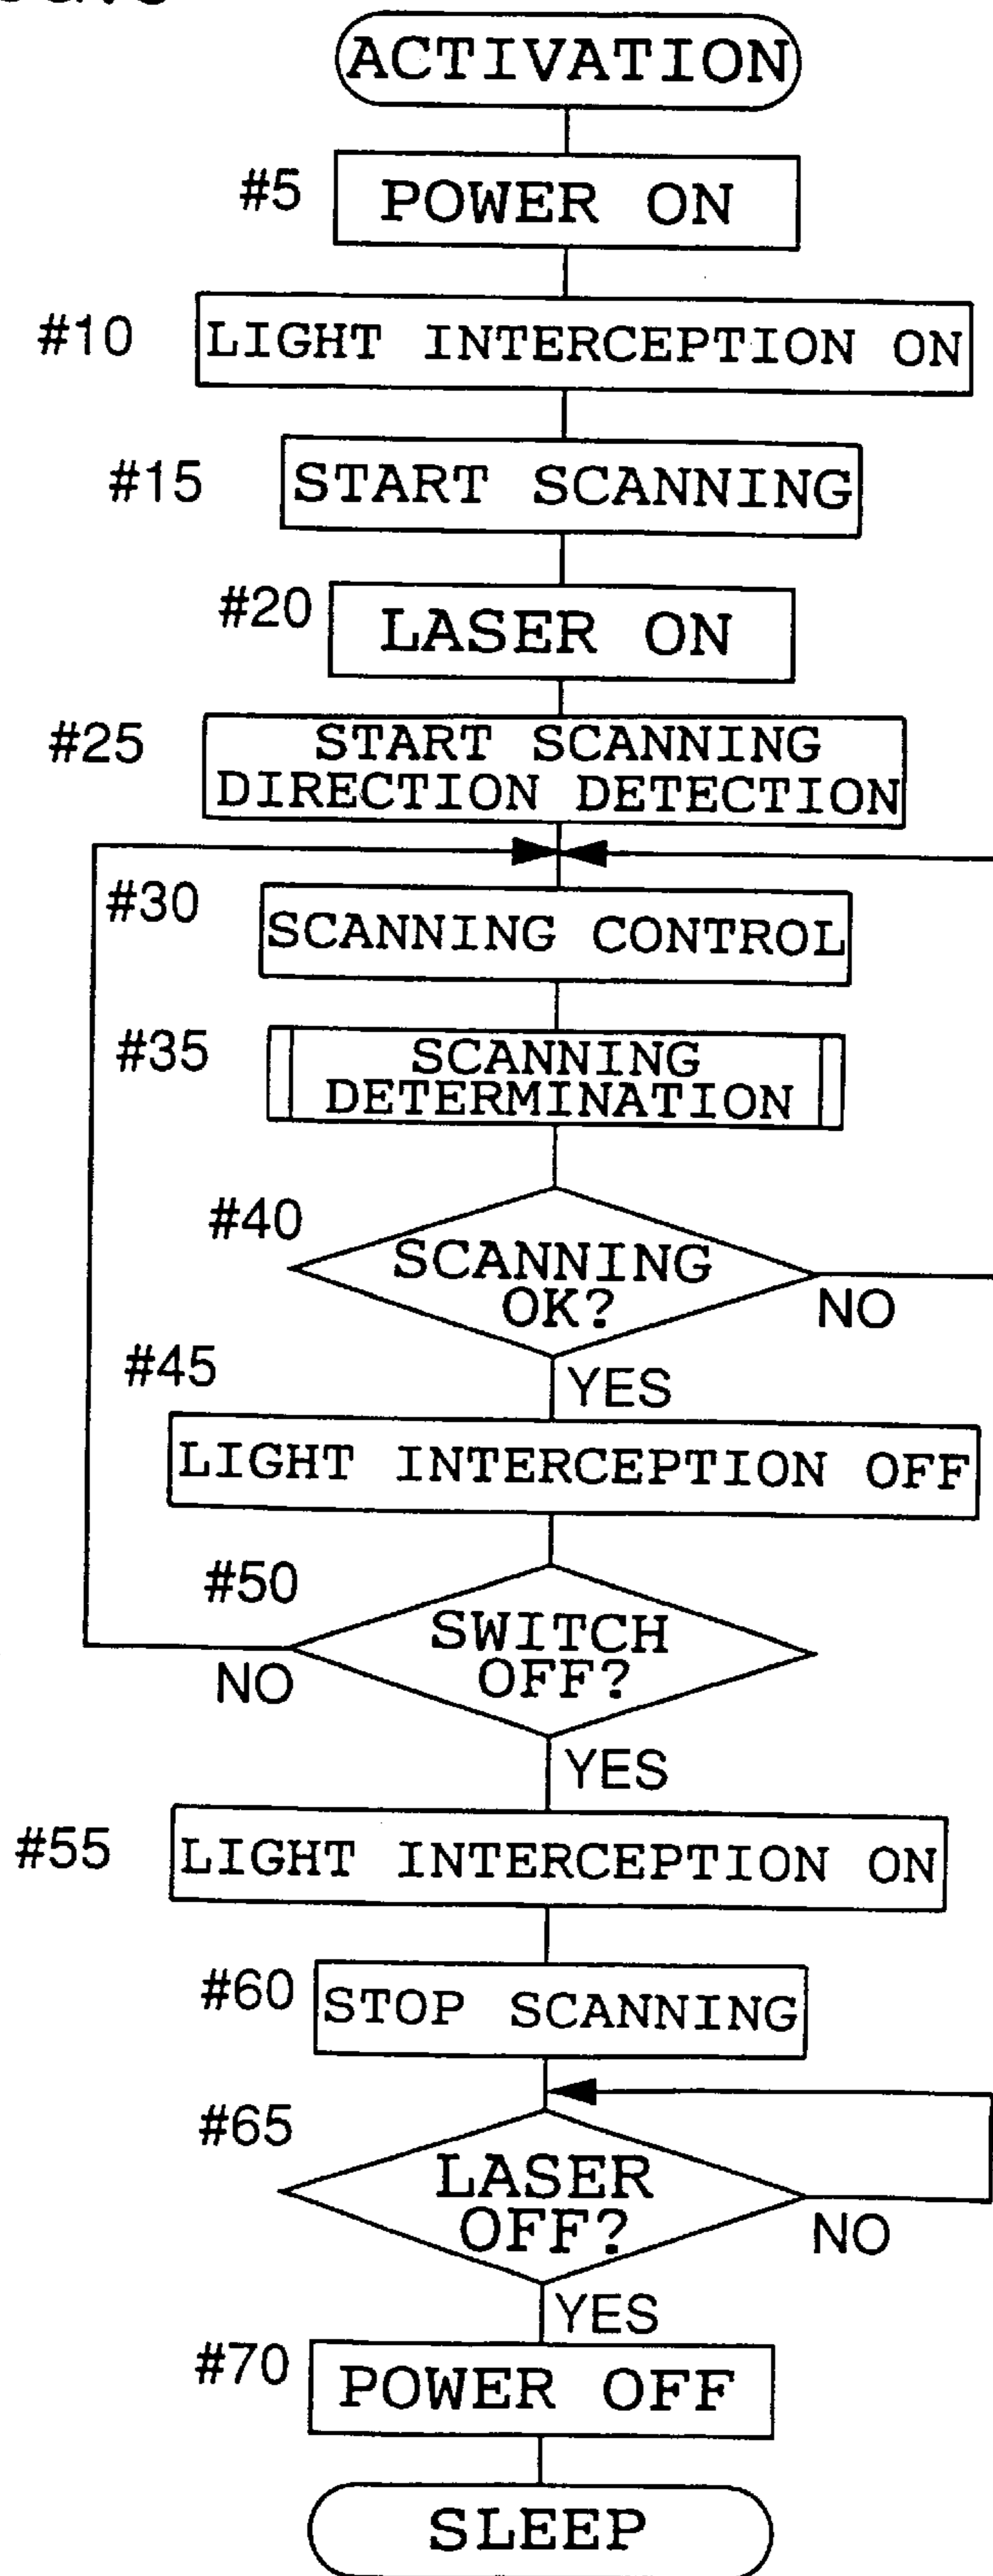 ACTIVATION
#5
POWER ON
#10
LIGHT INTERCEPTION ON
#15
START SCANNING
#20
LASER ON
#25
START SCANNING
DIRECTION DETECTION
#30
SCANNING CONTROL
#35
SCANNING
DETERMINATION
#40
SCANNING
OK?
NO
YES
#45
LIGHT INTERCEPTION OFF
#50
SWITCH
OFF?
NO
YES
#55
LIGHT INTERCEPTION ON
#60
STOP SCANNING
#65
LASER
OFF?
NO
YES
#70
POWER OFF
SLEEP